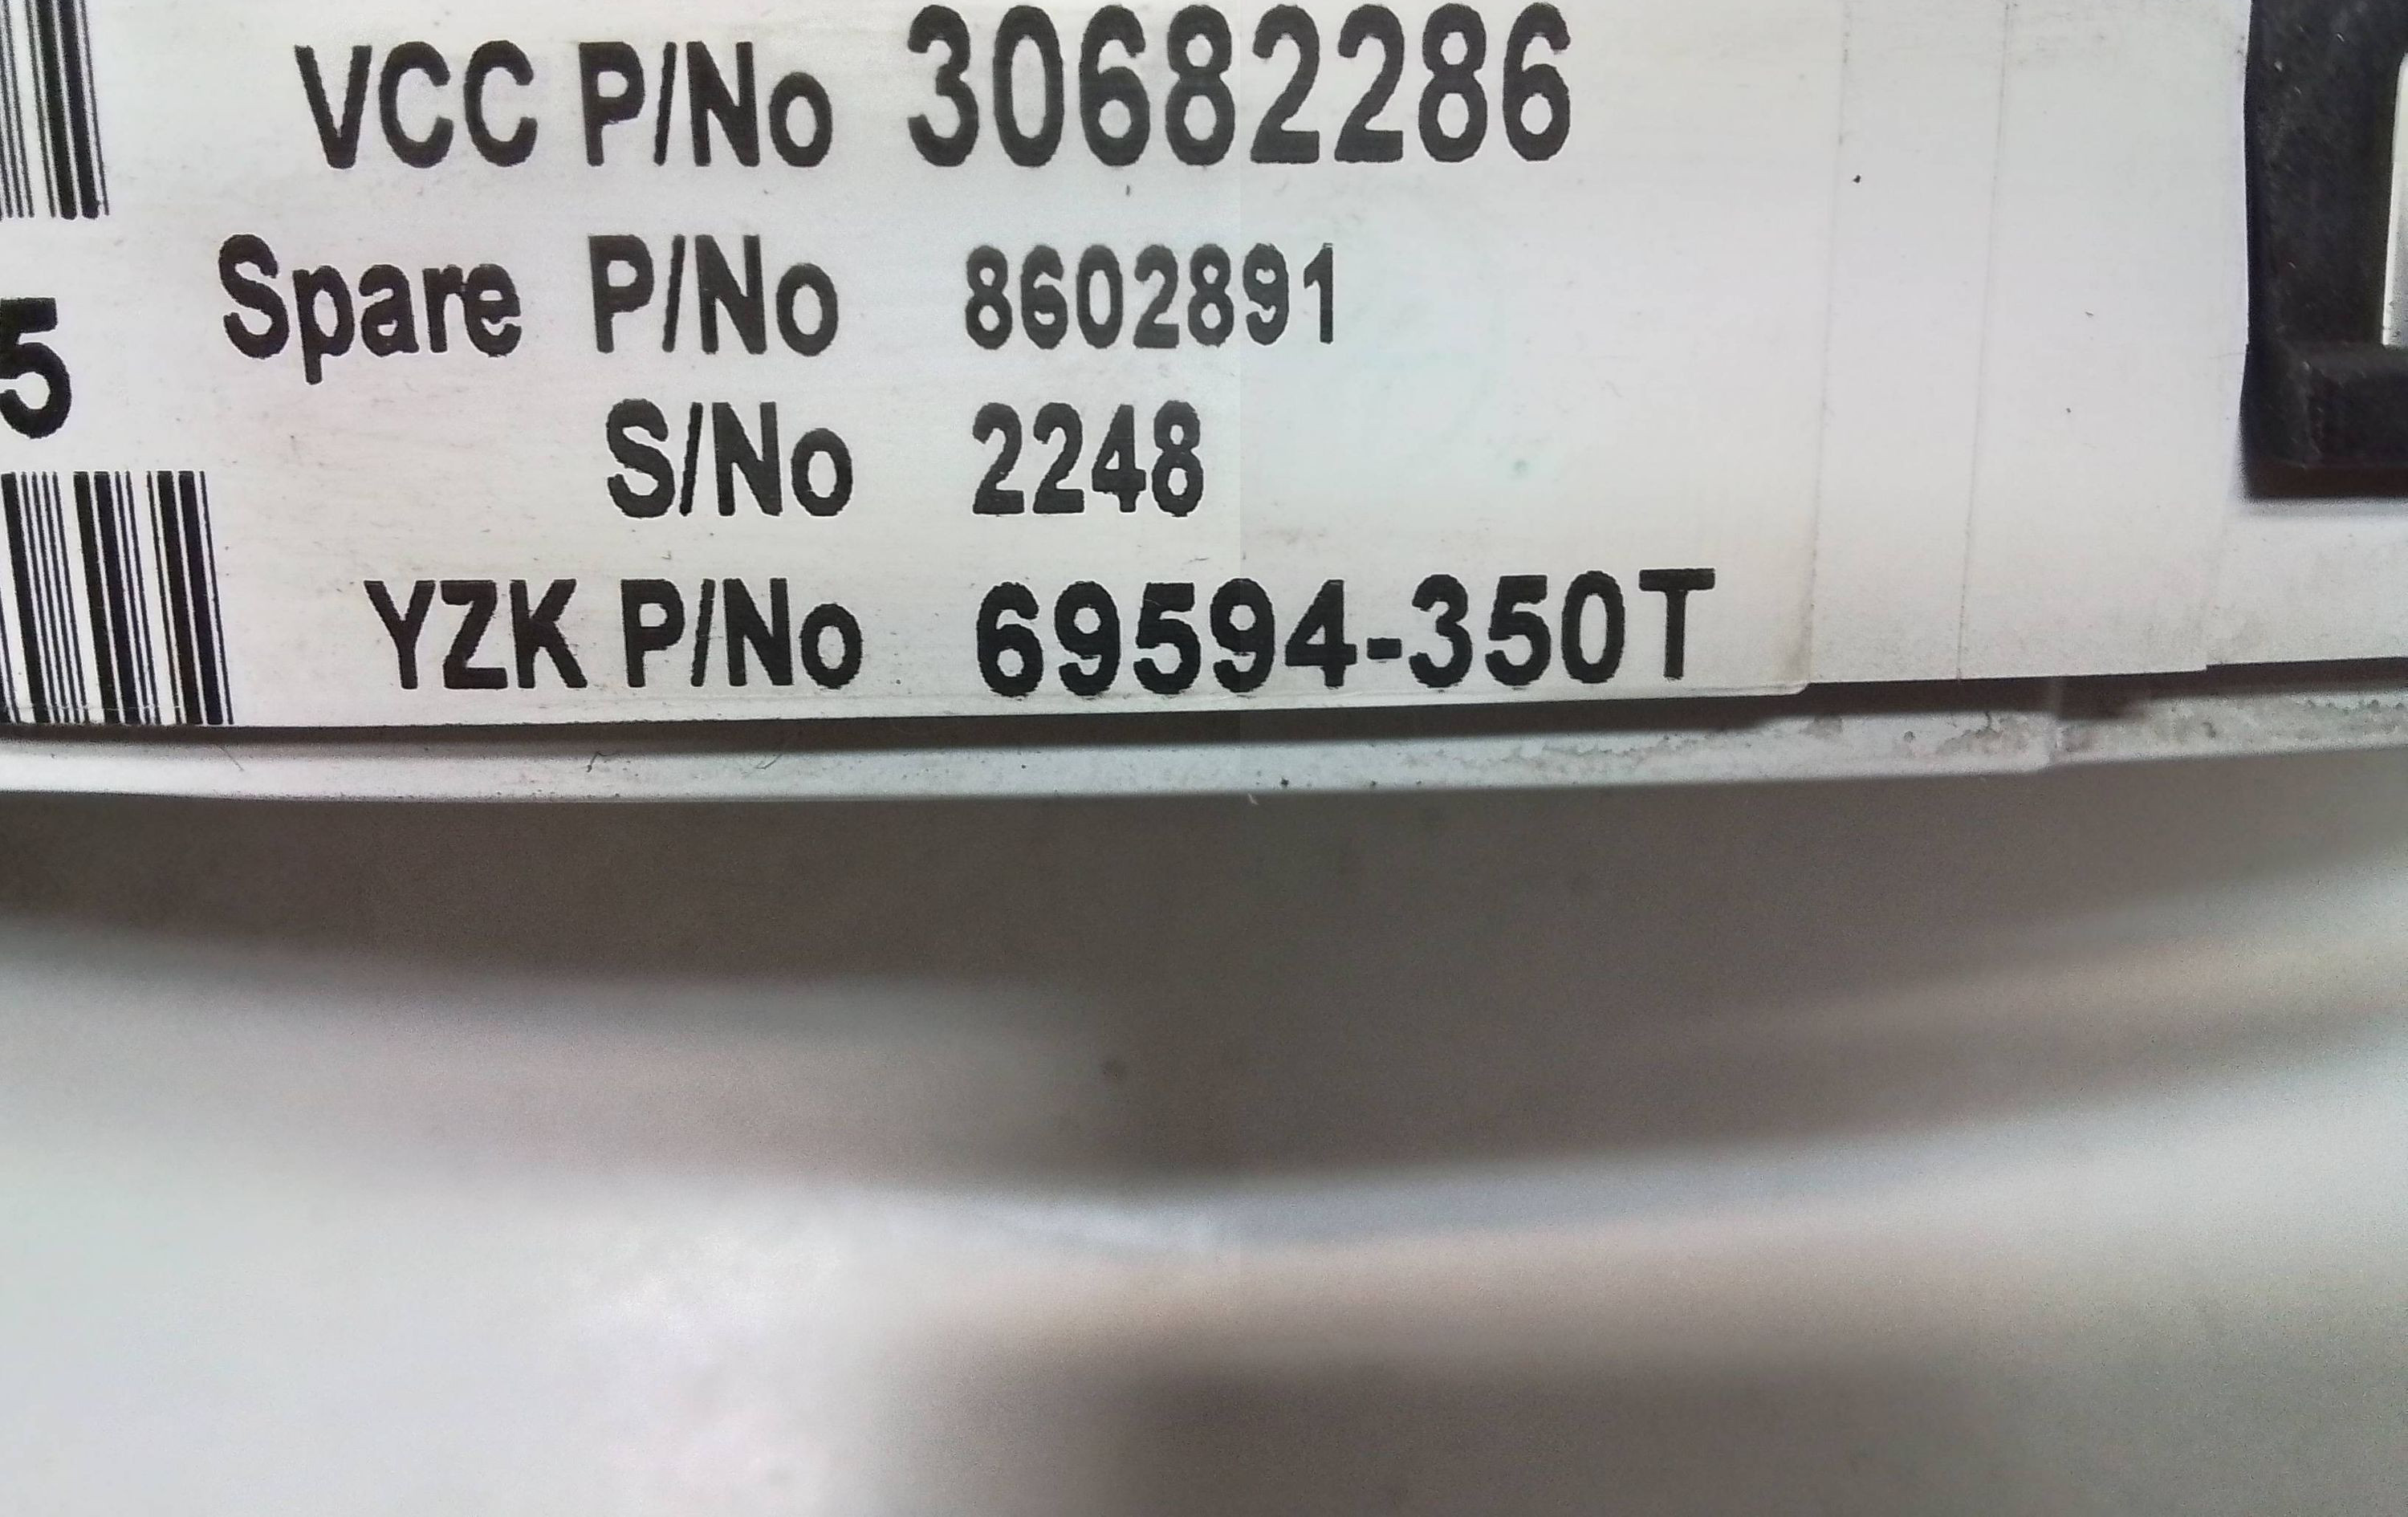 VCC P/No 30682286
Spare P/No 8602891
5
S/No 2248
YZK P/No 69594-350T